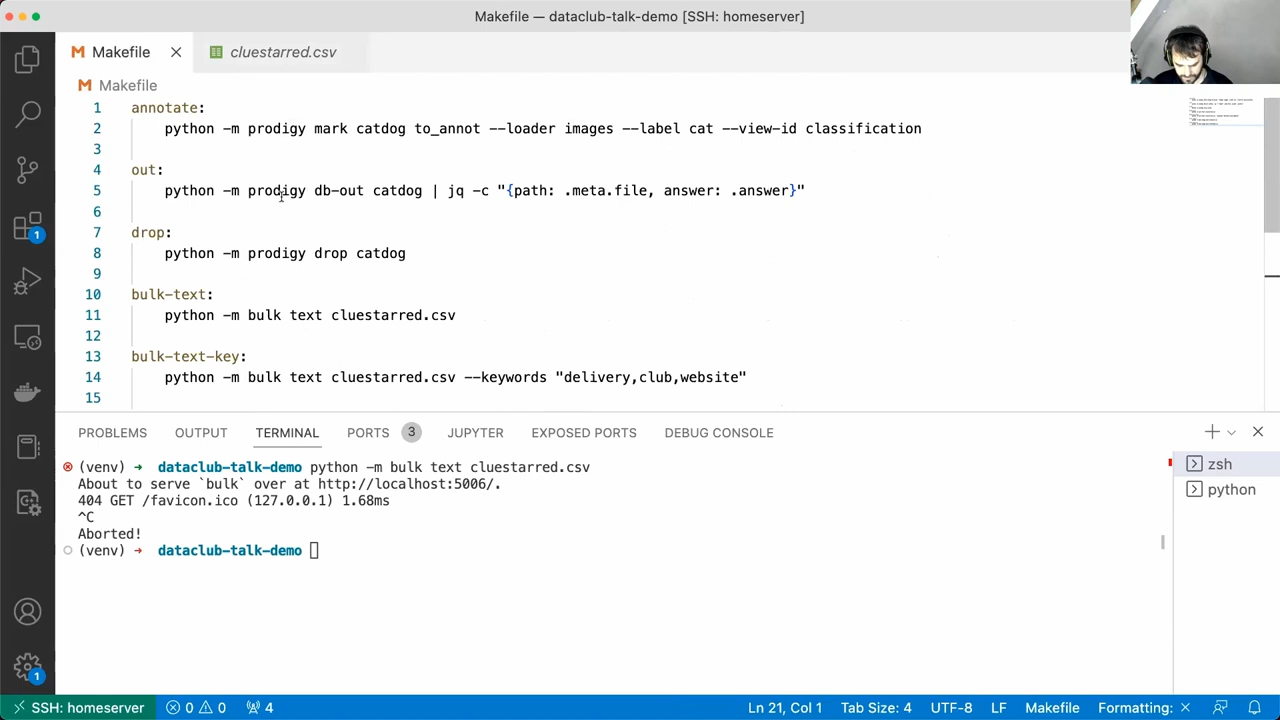 Makefile — dataclub-talk-demo [SSH: homeserver]
Makefile
cluestarred.csv
Makefile
1 annotate:
2 python -m prodigy mark catdog to_annot --loader images --label cat --view-id classification
3
4 out:
5 python -m prodigy db-out catdog | jq -c "{path: .meta.file, answer: .answer}"
6
7 drop:
8 python -m prodigy drop catdog
9
10 bulk-text:
11 python -m bulk text cluestarred.csv
12
13 bulk-text-key:
14 python -m bulk text cluestarred.csv --keywords "delivery,club,website"
15
1
PROBLEMS OUTPUT TERMINAL PORTS 3 JUPYTER EXPOSED PORTS DEBUG CONSOLE
(venv) → dataclub-talk-demo python -m bulk text cluestarred.csv
About to serve `bulk` over at http://localhost:5006/.
404 GET /favicon.ico (127.0.0.1) 1.68ms
^C
Aborted!
(venv) → dataclub-talk-demo
zsh
python
1
SSH: homeserver 0 0 4 Ln 21, Col 1 Tab Size: 4 UTF-8 LF Makefile Formatting: ×